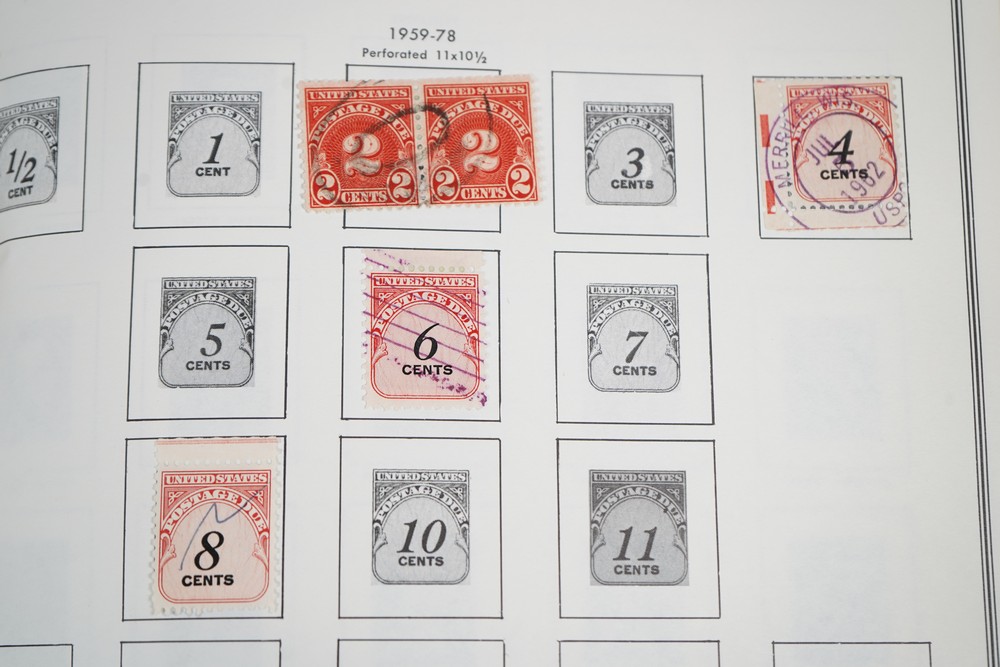 1959-78
Perforated 11x10½
UNITED STATES
POSTAGE DUE
1/2
CENT
UNITED STATES
POSTAGE DUE
1
CENT
UNITED STATES
POSTAGE DUE
2
2 CENTS 2
UNITED STATES
POSTAGE DUE
2
2 CENTS 2
UNITED STATES
POSTAGE DUE
3
CENTS
UNITED STATES
POSTAGE DUE
4
CENTS
JUL
1962
USPO
UNITED STATES
POSTAGE DUE
5
CENTS
UNITED STATES
POSTAGE DUE
6
CENTS
UNITED STATES
POSTAGE DUE
7
CENTS
UNITED STATES
POSTAGE DUE
8
CENTS
UNITED STATES
POSTAGE DUE
10
CENTS
UNITED STATES
POSTAGE DUE
11
CENTS